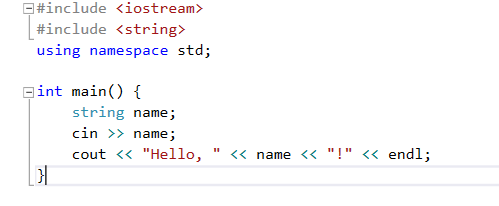 #include <iostream>
#include <string>
using namespace std;
int main() {
string name;
cin >> name;
cout << "Hello, " << name << "!" << endl;
}